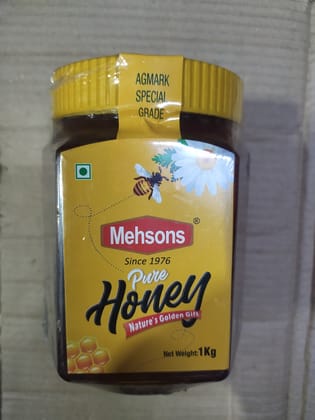 AGMARK
SPECIAL
GRADE
Mehsons®
Since 1976
Pure
Honey
Nature's Golden Gift
Net Weight:1Kg